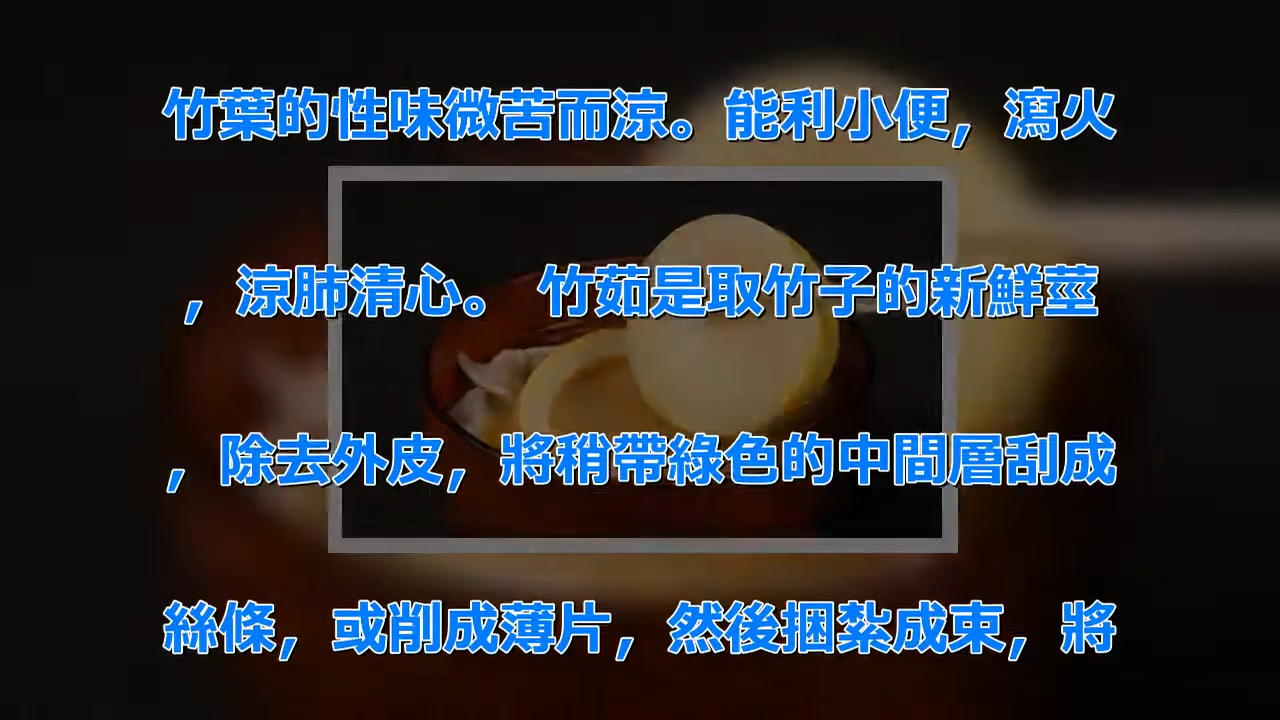 竹葉的性味微苦而涼。能利小便，瀉火
，涼肺清心。 竹茹是取竹子的新鮮莖
，除去外皮，將稍帶綠色的中間層刮成
絲條，或削成薄片，然後捆紮成束，將